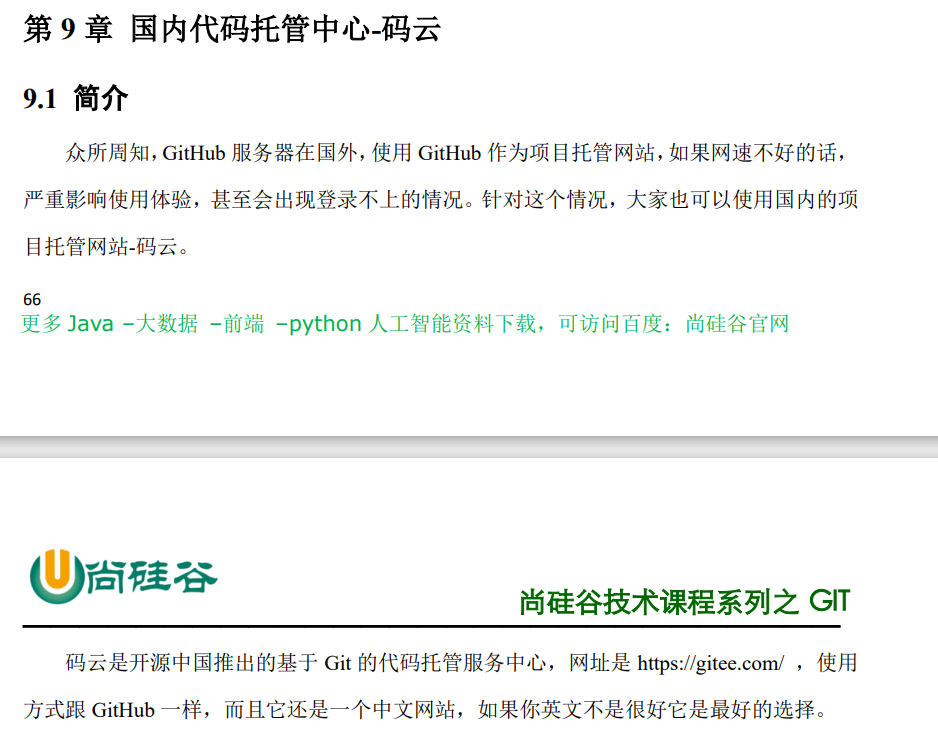 第 9 章 国内代码托管中心-码云
9.1 简介
众所周知，GitHub 服务器在国外，使用 GitHub 作为项目托管网站，如果网速不好的话，
严重影响使用体验，甚至会出现登录不上的情况。针对这个情况，大家也可以使用国内的项
目托管网站-码云。
66
更多 Java –大数据 –前端 –python 人工智能资料下载，可访问百度：尚硅谷官网
尚硅谷
尚硅谷技术课程系列之 GIT
码云是开源中国推出的基于 Git 的代码托管服务中心，网址是 https://gitee.com/ ，使用
方式跟 GitHub 一样，而且它还是一个中文网站，如果你英文不是很好它是最好的选择。